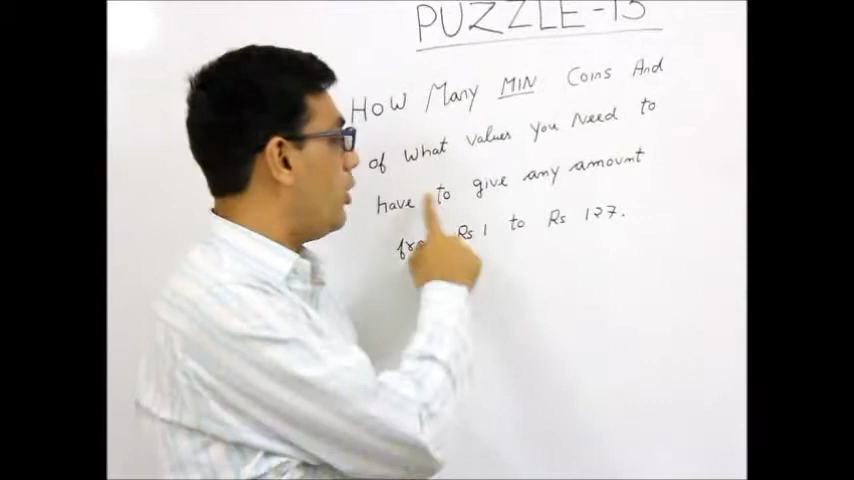 PUZZLE-13
How Many MIN Coins And
of what values you Need to
have to give any amount
Rs 1 to Rs 127.